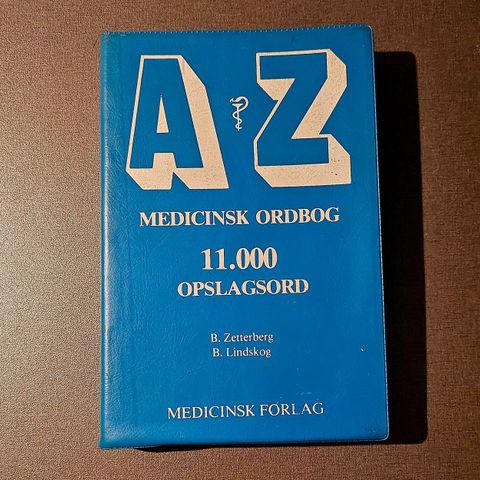 A Z
MEDICINSK ORDBOG
11.000
OPSLAGSORD
B. Zetterberg
B. Lindskog
MEDICINSK FORLAG